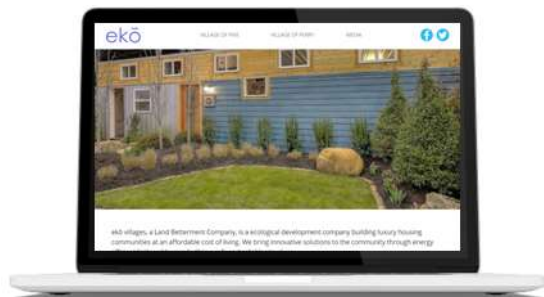 ekō
VILLAGE OF PIKE VILLAGE OF PERRY MEDIA
ekō villages, a Land Betterment Company, is a ecological development company building luxury housing
communities at an affordable cost of living. We bring innovative solutions to the community through energy